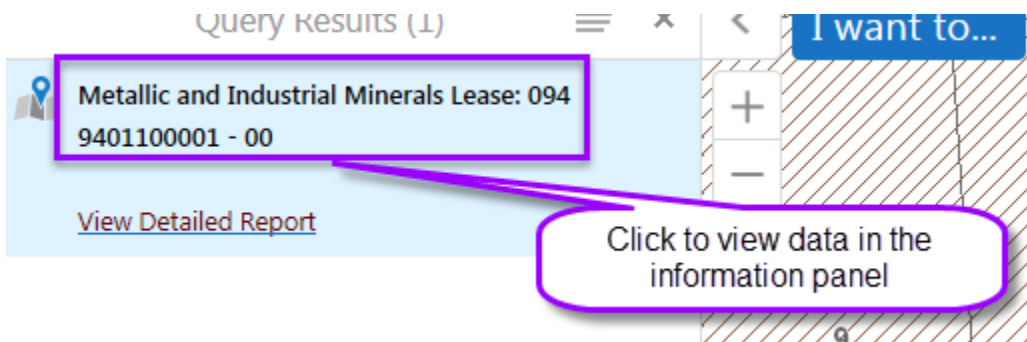 Query Results (1)
I want to...
Metallic and Industrial Minerals Lease: 094
9401100001 - 00
View Detailed Report
Click to view data in the
information panel
9